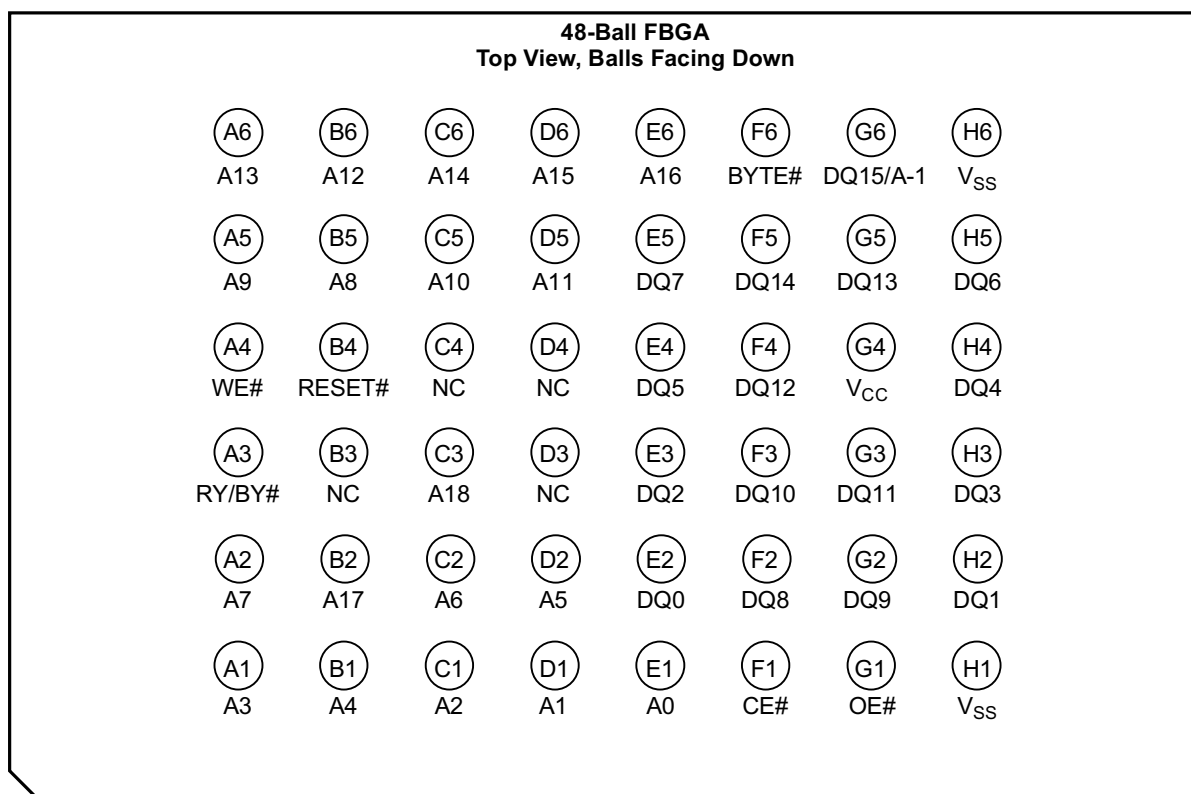 48-Ball FBGA
Top View, Balls Facing Down
A6 B6 C6 D6 E6 F6 G6 H6
A13 A12 A14 A15 A16 BYTE# DQ15/A-1 VSS
A5 B5 C5 D5 E5 F5 G5 H5
A9 A8 A10 A11 DQ7 DQ14 DQ13 DQ6
A4 B4 C4 D4 E4 F4 G4 H4
WE# RESET# NC NC DQ5 DQ12 VCC DQ4
A3 B3 C3 D3 E3 F3 G3 H3
RY/BY# NC A18 NC DQ2 DQ10 DQ11 DQ3
A2 B2 C2 D2 E2 F2 G2 H2
A7 A17 A6 A5 DQ0 DQ8 DQ9 DQ1
A1 B1 C1 D1 E1 F1 G1 H1
A3 A4 A2 A1 A0 CE# OE# VSS